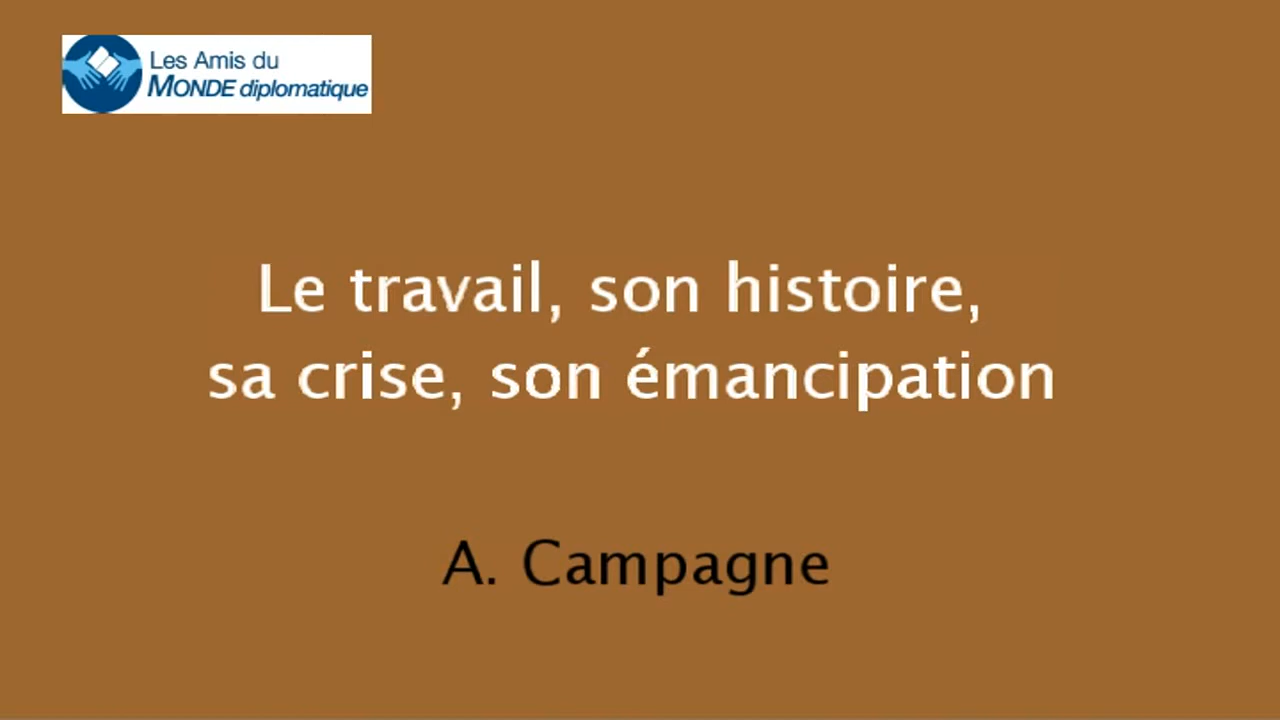 Les Amis du
MONDE diplomatique
Le travail, son histoire,
sa crise, son émancipation
A. Campagne